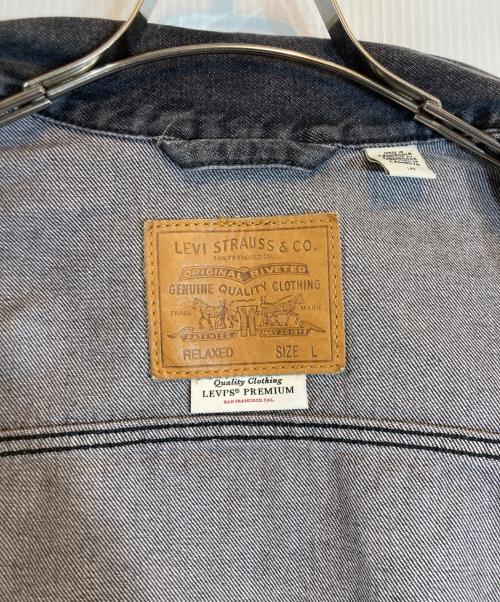 LEVI STRAUSS & CO.
SAN FRANCISCO CAL.
ORIGINAL RIVETED
GENUINE QUALITY CLOTHING
TRADE MARK
PATENTED MAY 20 1873
RELAXED SIZE L
Quality Clothing
LEVI'S® PREMIUM
SAN FRANCISCO, CAL.